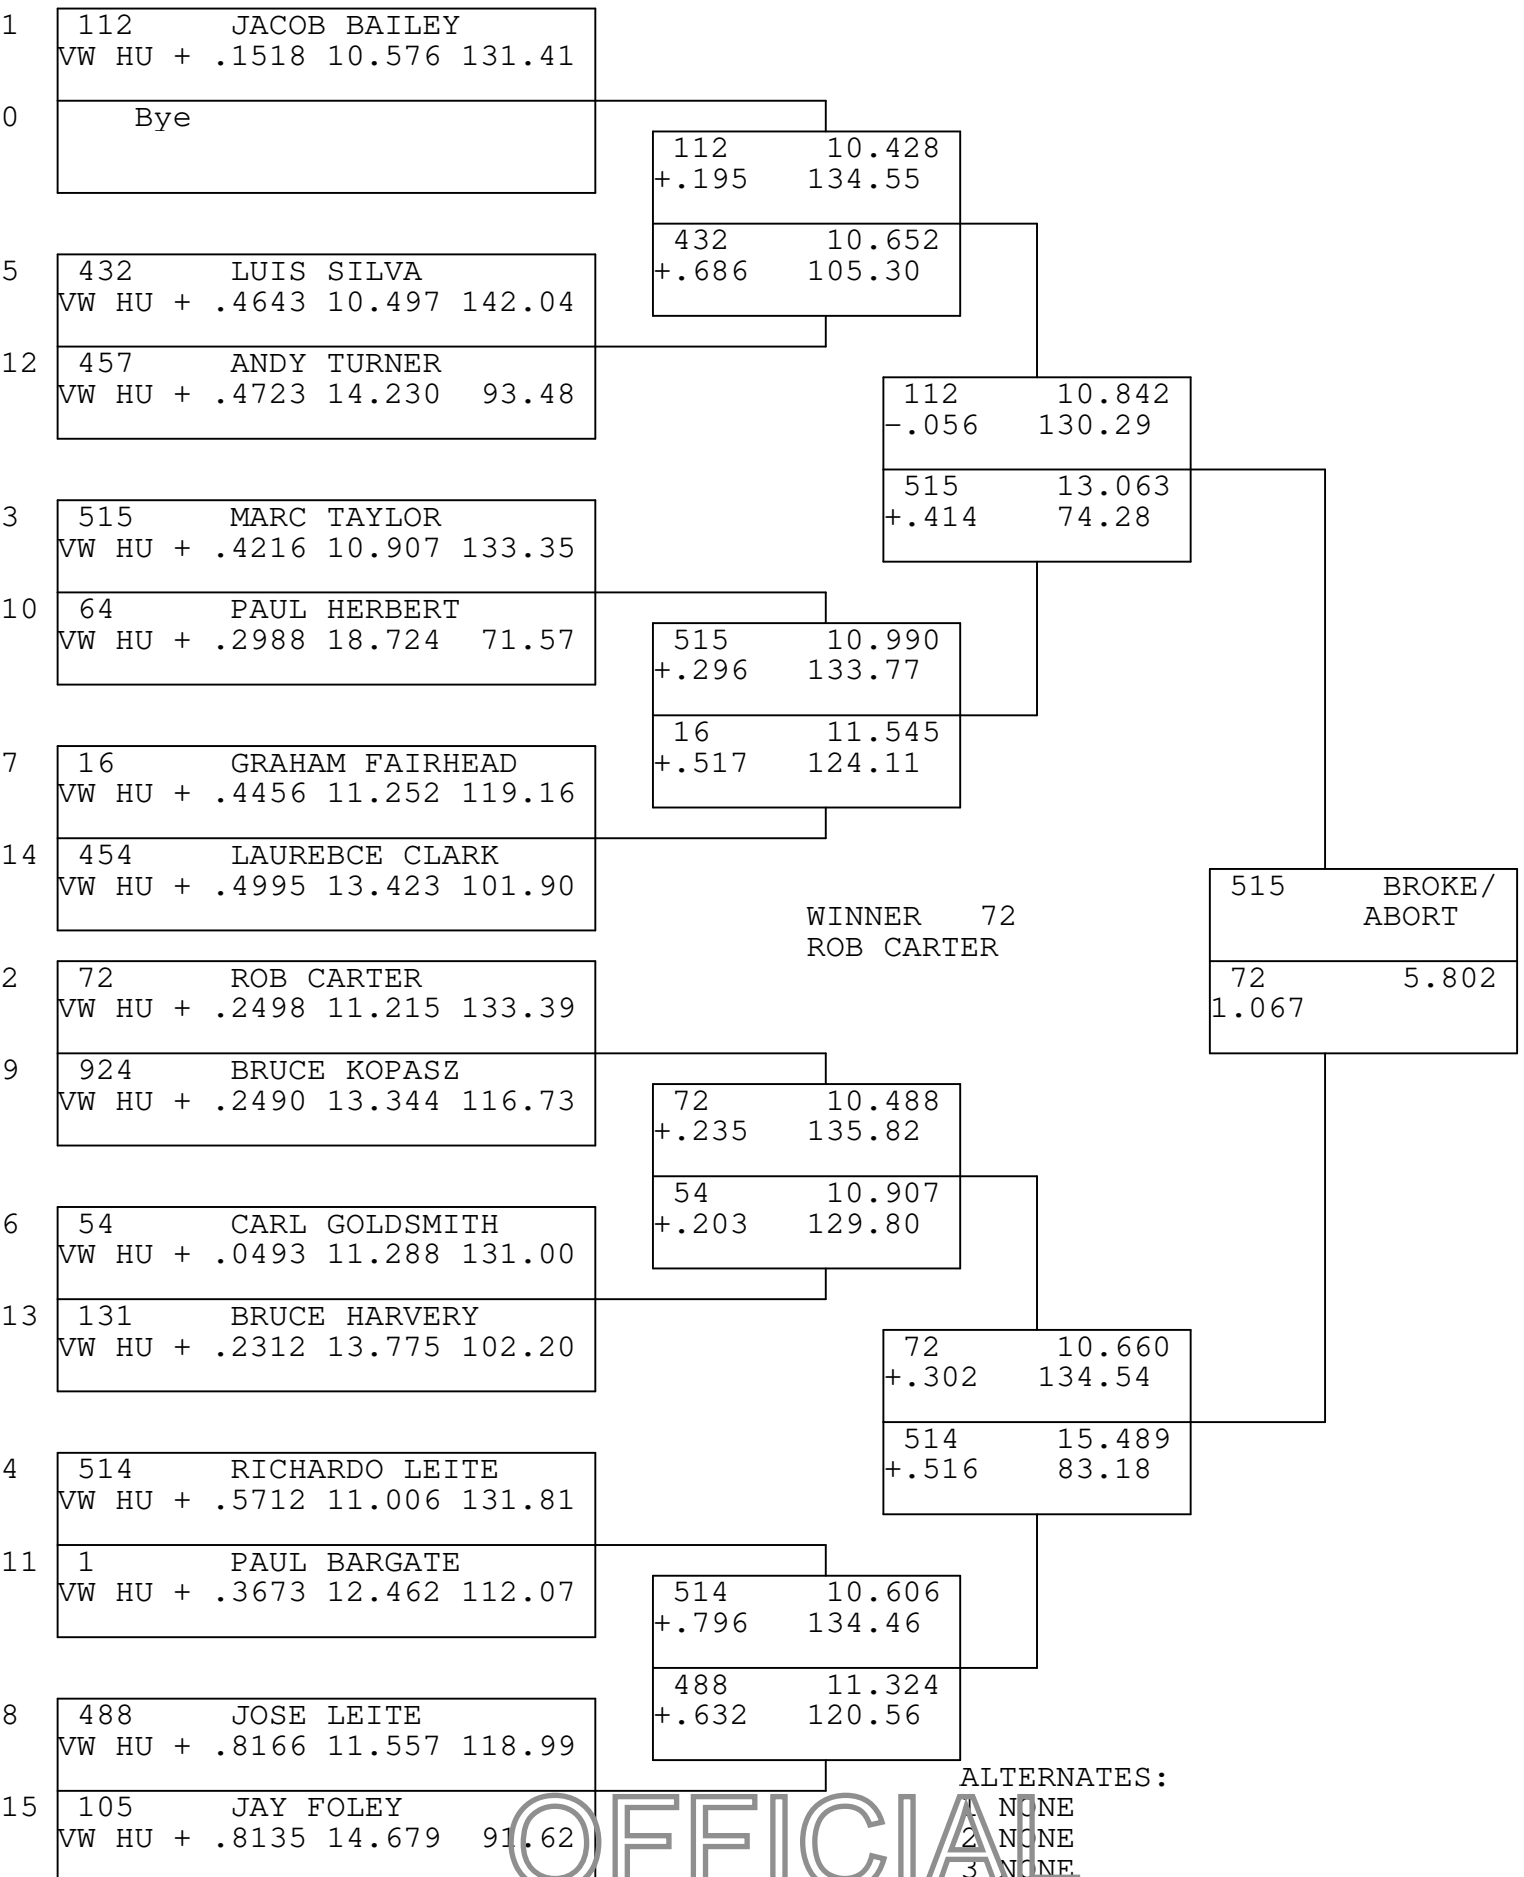 1 112 JACOB BAILEY
VW HU + .1518 10.576 131.41
0 Bye
112 10.428
+.195 134.55
432 10.652
+.686 105.30
5 432 LUIS SILVA
VW HU + .4643 10.497 142.04
12 457 ANDY TURNER
VW HU + .4723 14.230 93.48
112 10.842
-.056 130.29
515 13.063
+.414 74.28
3 515 MARC TAYLOR
VW HU + .4216 10.907 133.35
10 64 PAUL HERBERT
VW HU + .2988 18.724 71.57
515 10.990
+.296 133.77
16 11.545
+.517 124.11
7 16 GRAHAM FAIRHEAD
VW HU + .4456 11.252 119.16
14 454 LAUREBCE CLARK
VW HU + .4995 13.423 101.90
515 BROKE/
ABORT
WINNER 72
ROB CARTER
72 5.802
1.067
2 72 ROB CARTER
VW HU + .2498 11.215 133.39
9 924 BRUCE KOPASZ
VW HU + .2490 13.344 116.73
72 10.488
+.235 135.82
54 10.907
+.203 129.80
6 54 CARL GOLDSMITH
VW HU + .0493 11.288 131.00
13 131 BRUCE HARVERY
VW HU + .2312 13.775 102.20
72 10.660
+.302 134.54
514 15.489
+.516 83.18
4 514 RICHARDO LEITE
VW HU + .5712 11.006 131.81
11 1 PAUL BARGATE
VW HU + .3673 12.462 112.07
514 10.606
+.796 134.46
488 11.324
+.632 120.56
8 488 JOSE LEITE
VW HU + .8166 11.557 118.99
15 105 JAY FOLEY
VW HU + .8135 14.679 91.62
ALTERNATES:
1 NONE
2 NONE
3 NONE
OFFICIAL